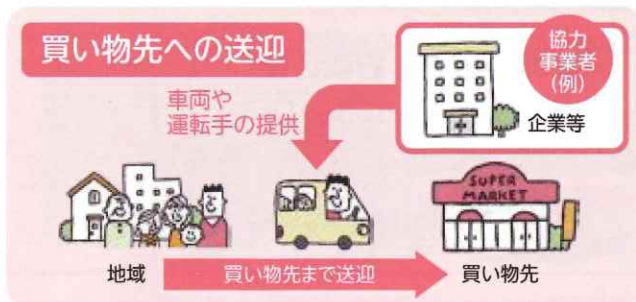 買い物先への送迎
協力
事業者
(例)
車両や
運転手の提供
企業等
SUPER
MARKET
地域
買い物先まで送迎
買い物先